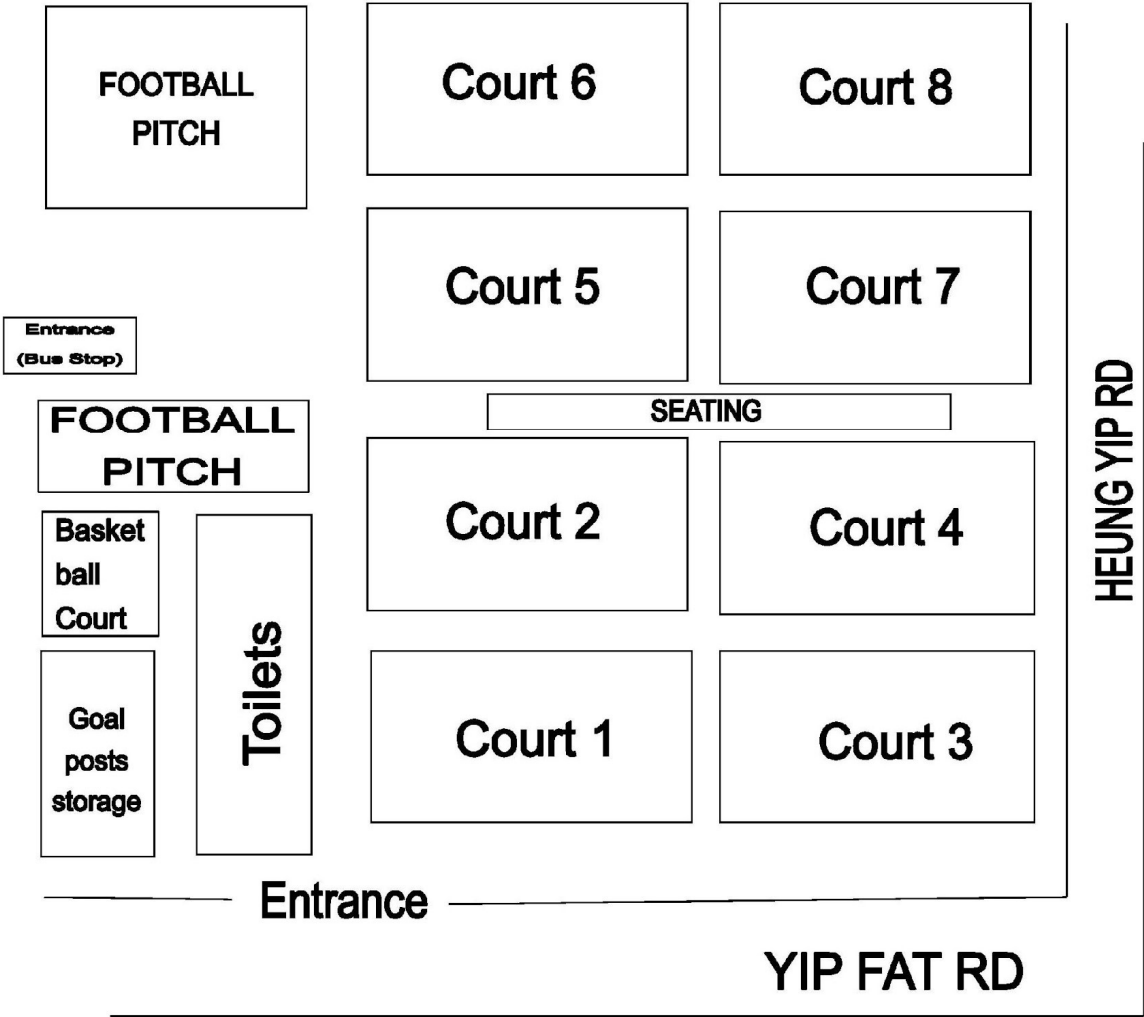 FOOTBALL
PITCH
Court 6
Court 8
Court 5
Court 7
Entrance
(Bus Stop)
SEATING
FOOTBALL
PITCH
Court 2
Court 4
HEUNG YIP RD
Basket
ball
Court
Toilets
Goal
posts
storage
Court 1
Court 3
Entrance
YIP FAT RD